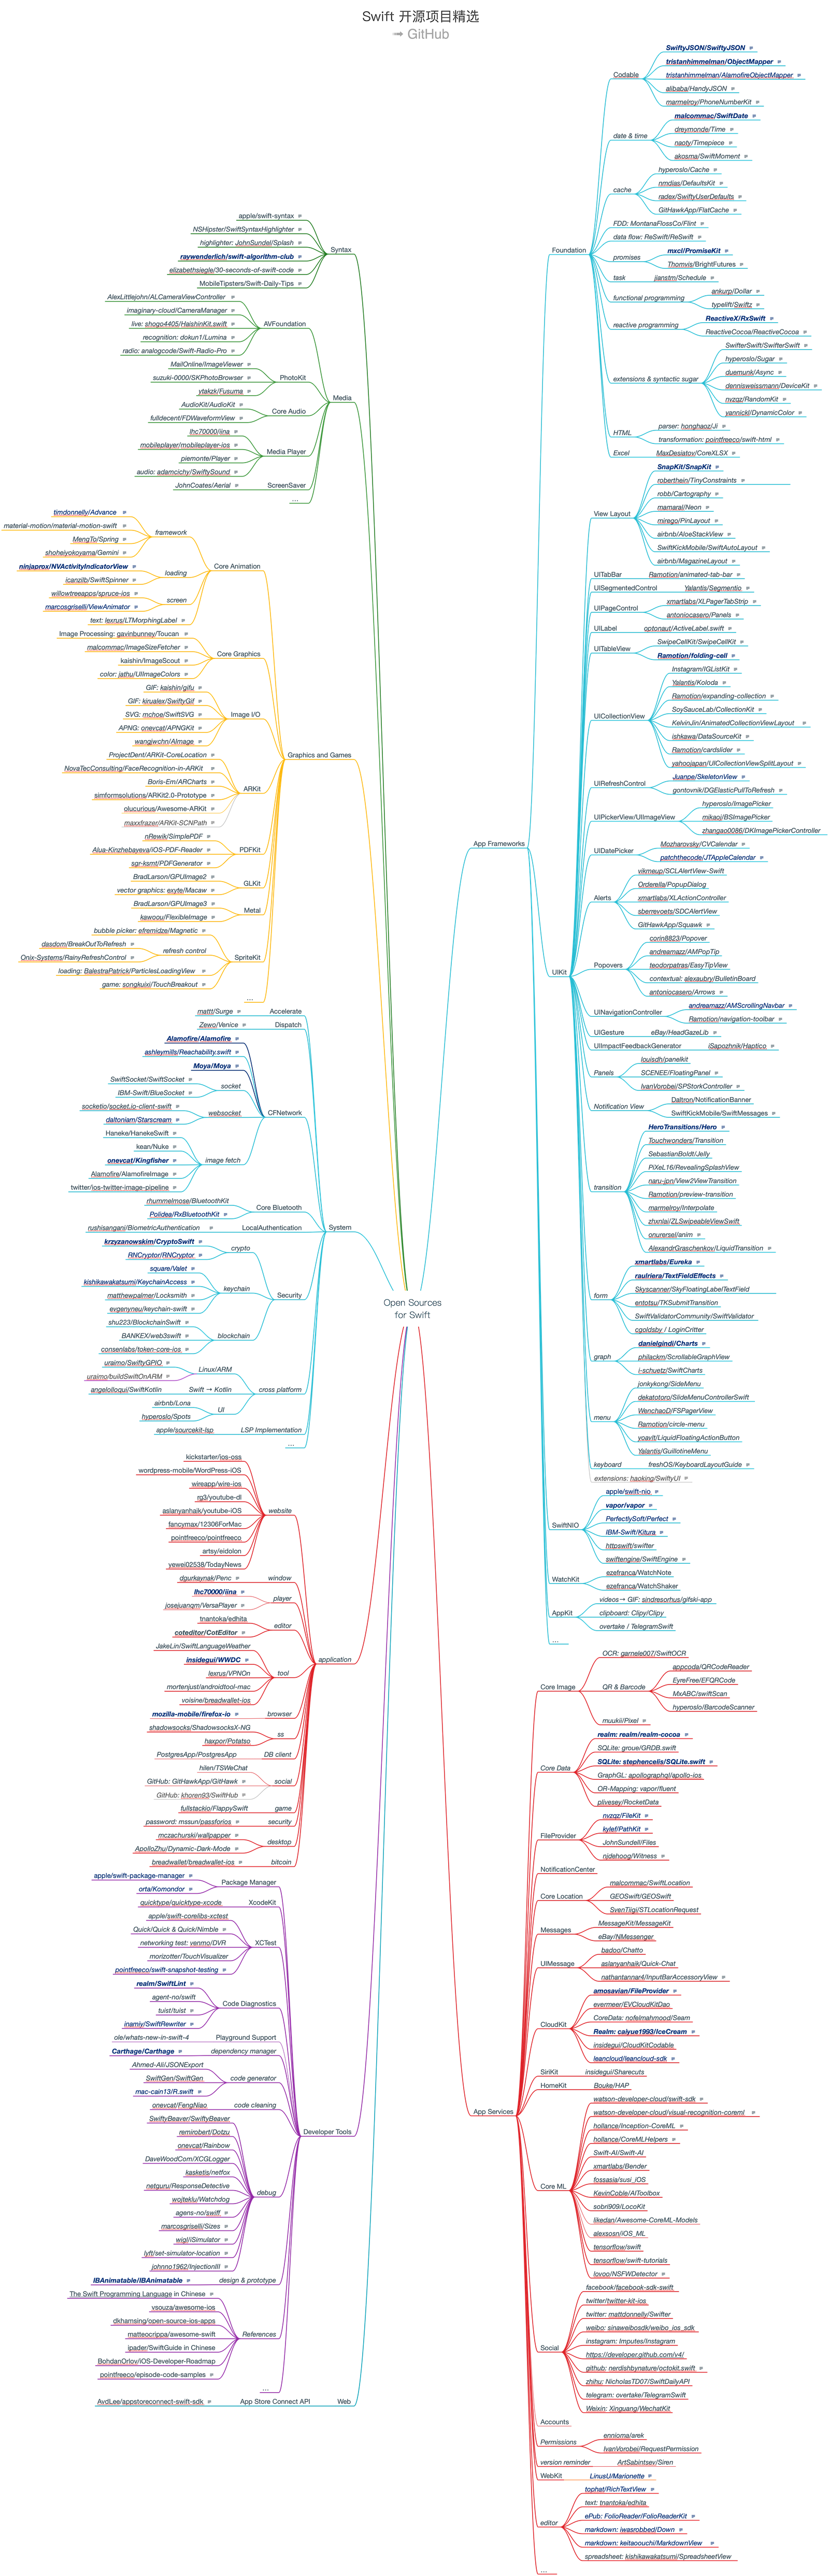 Swift 开源项目精选
➟ GitHub
Open Sources
for Swift
Syntax
apple/swift-syntax
NSHipster/SwiftSyntaxHighlighter
highlighter: JohnSundel/Splash
raywenderlich/swift-algorithm-club
elizabethsiegle/30-seconds-of-swift-code
MobileTipsters/Swift-Daily-Tips
Media
AVFoundation
AlexLittlejohn/ALCameraViewController
imaginary-cloud/CameraManager
live: shogo4405/HaishinKit.swift
recognition: dokun1/Lumina
radio: analogcode/Swift-Radio-Pro
PhotoKit
MailOnline/ImageViewer
suzuki-0000/SKPhotoBrowser
ytakzk/Fusuma
Core Audio
AudioKit/AudioKit
fulldecent/FDWaveformView
Media Player
lhc70000/iina
mobileplayer/mobileplayer-ios
piemonte/Player
audio: adamcichy/SwiftySound
ScreenSaver
JohnCoates/Aerial
...
Graphics and Games
Core Animation
framework
timdonnelly/Advance
material-motion/material-motion-swift
MengTo/Spring
shoheiyokoyama/Gemini
loading
ninjaprox/NVActivityIndicatorView
icanzilb/SwiftSpinner
screen
willowtreeapps/spruce-ios
marcosgriselli/ViewAnimator
text: lexrus/LTMorphingLabel
Core Graphics
Image Processing: gavinbunney/Toucan
malcommac/ImageSizeFetcher
kaishin/ImageScout
color: jathu/UIImageColors
Image I/O
GIF: kaishin/gifu
GIF: kirualex/SwiftyGif
SVG: mchoe/SwiftSVG
APNG: onevcat/APNGKit
wangjwchn/AImage
ARKit
ProjectDent/ARKit-CoreLocation
NovaTecConsulting/FaceRecognition-in-ARKit
Boris-Em/ARCharts
simformsolutions/ARKit2.0-Prototype
olucurious/Awesome-ARKit
maxxfrazer/ARKit-SCNPath
PDFKit
nRewik/SimplePDF
Alua-Kinzhebayeva/iOS-PDF-Reader
sgr-ksmt/PDFGenerator
GLKit
BradLarson/GPUImage2
vector graphics: exyte/Macaw
Metal
BradLarson/GPUImage3
kawoou/FlexibleImage
SpriteKit
bubble picker: efremidze/Magnetic
refresh control
dasdom/BreakOutToRefresh
Onix-Systems/RainyRefreshControl
loading: BalestraPatrick/ParticlesLoadingView
game: songkuixi/TouchBreakout
...
System
Accelerate
mattt/Surge
Dispatch
Zewo/Venice
CFNetwork
Alamofire/Alamofire
ashleymills/Reachability.swift
Moya/Moya
socket
SwiftSocket/SwiftSocket
IBM-Swift/BlueSocket
websocket
socketio/socket.io-client-swift
daltoniam/Starscream
image fetch
Haneke/HanekeSwift
kean/Nuke
onevcat/Kingfisher
Alamofire/AlamofireImage
twitter/ios-twitter-image-pipeline
Core Bluetooth
rhummelmose/BluetoothKit
Polidea/RxBluetoothKit
LocalAuthentication
rushisangani/BiometricAuthentication
Security
crypto
krzyzanowskim/CryptoSwift
RNCryptor/RNCryptor
keychain
square/Valet
kishikawakatsumi/KeychainAccess
matthewpalmer/Locksmith
evgenyneu/keychain-swift
blockchain
shu223/BlockchainSwift
BANKEX/web3swift
consenlabs/token-core-ios
cross platform
Linux/ARM
uraimo/SwiftyGPIO
uraimo/buildSwiftOnARM
Swift → Kotlin
angelolloqui/SwiftKotlin
UI
airbnb/Lona
hyperoslo/Spots
LSP Implementation
apple/sourcekit-lsp
...
application
website
kickstarter/ios-oss
wordpress-mobile/WordPress-iOS
wireapp/wire-ios
rg3/youtube-dl
aslanyanhaik/youtube-iOS
fancymax/12306ForMac
pointfreeco/pointfreeco
artsy/eidolon
yewei02538/TodayNews
window
dgurkaynak/Penc
player
lhc70000/iina
josejuanqm/VersaPlayer
editor
tnantoka/edhita
coteditor/CotEditor
tool
JakeLin/SwiftLanguageWeather
insidegui/WWDC
lexrus/VPNOn
mortenjust/androidtool-mac
voisine/breadwallet-ios
browser
mozilla-mobile/firefox-io
ss
shadowsocks/ShadowsocksX-NG
haxpor/Potatso
DB client
PostgresApp/PostgresApp
social
hilen/TSWeChat
GitHub: GitHawkApp/GitHawk
GitHub: khoren93/SwiftHub
game
fullstackio/FlappySwift
security
password: mssun/passforios
desktop
mczachurski/wallpapper
ApolloZhu/Dynamic-Dark-Mode
bitcoin
breadwallet/breadwallet-ios
Developer Tools
Package Manager
apple/swift-package-manager
orta/Komondor
XcodeKit
quicktype/quicktype-xcode
XCTest
apple/swift-corelibs-xctest
Quick/Quick & Quick/Nimble
networking test: venmo/DVR
morizotter/TouchVisualizer
pointfreeco/swift-snapshot-testing
Code Diagnostics
realm/SwiftLint
agent-no/swift
tuist/tuist
inamiy/SwiftRewriter
Playground Support
ole/whats-new-in-swift-4
dependency manager
Carthage/Carthage
code generator
Ahmed-Ali/JSONExport
SwiftGen/SwiftGen
mac-cain13/R.swift
code cleaning
onevcat/FengNiao
debug
SwiftyBeaver/SwiftyBeaver
remirobert/Dotzu
onevcat/Rainbow
DaveWoodCom/XCGLogger
kasketis/netfox
netguru/ResponseDetective
wojteklu/Watchdog
agens-no/swiff
marcosgriselli/Sizes
wigl/iSimulator
lyft/set-simulator-location
johnno1962/InjectionIII
design & prototype
IBAnimatable/IBAnimatable
References
The Swift Programming Language in Chinese
vsouza/awesome-ios
dkhamsing/open-source-ios-apps
matteocrippa/awesome-swift
ipader/SwiftGuide in Chinese
BohdanOrlov/iOS-Developer-Roadmap
pointfreeco/episode-code-samples
...
Web
App Store Connect API
AvdLee/appstoreconnect-swift-sdk
App Frameworks
Foundation
Codable
SwiftyJSON/SwiftyJSON
tristanhimmelman/ObjectMapper
tristanhimmelman/AlamofireObjectMapper
alibaba/HandyJSON
marmelroy/PhoneNumberKit
date & time
malcommac/SwiftDate
dreymonde/Time
naoty/Timepiece
akosma/SwiftMoment
cache
hyperoslo/Cache
nmdias/DefaultsKit
radex/SwiftyUserDefaults
GitHawkApp/FlatCache
FDD: MontanaFlossCo/Flint
data flow: ReSwift/ReSwift
promises
mxcl/PromiseKit
Thomvis/BrightFutures
task
jianstm/Schedule
functional programming
ankurp/Dollar
typelift/Swiftz
reactive programming
ReactiveX/RxSwift
ReactiveCocoa/ReactiveCocoa
extensions & syntactic sugar
SwifterSwift/SwifterSwift
hyperoslo/Sugar
duemunk/Async
dennisweissmann/DeviceKit
nvzqz/RandomKit
yannickl/DynamicColor
HTML
parser: honghaoz/Ji
transformation: pointfreeco/swift-html
Excel
MaxDesiatov/CoreXLSX
UIKit
View Layout
SnapKit/SnapKit
roberthein/TinyConstraints
robb/Cartography
mamaral/Neon
mirego/PinLayout
airbnb/AloeStackView
SwiftKickMobile/SwiftAutoLayout
airbnb/MagazineLayout
UITabBar
Ramotion/animated-tab-bar
UISegmentedControl
Yalantis/Segmentio
UIPageControl
xmartlabs/XLPagerTabStrip
antoniocasero/Panels
UILabel
optonaut/ActiveLabel.swift
UITableView
SwipeCellKit/SwipeCellKit
Ramotion/folding-cell
UICollectionView
Instagram/IGListKit
Yalantis/Koloda
Ramotion/expanding-collection
SoySauceLab/CollectionKit
KelvinJin/AnimatedCollectionViewLayout
ishkawa/DataSourceKit
Ramotion/cardslider
yahoojapan/UICollectionViewSplitLayout
UIRefreshControl
Juanpe/SkeletonView
gontovnik/DGElasticPullToRefresh
UIPickerView/UIImageView
hyperoslo/ImagePicker
mikaoj/BSImagePicker
zhangao0086/DKImagePickerController
UIDatePicker
Mozharovsky/CVCalendar
patchthecode/JTAppleCalendar
Alerts
vikmeup/SCLAlertView-Swift
Orderella/PopupDialog
xmartlabs/XLActionController
sberrevoets/SDCAlertView
GitHawkApp/Squawk
Popovers
corin8823/Popover
andreamazz/AMPopTip
teodorpatras/EasyTipView
contextual: alexaubry/BulletinBoard
antoniocasero/Arrows
UINavigationController
andreamazz/AMScrollingNavbar
Ramotion/navigation-toolbar
UIGesture
eBay/HeadGazeLib
UIImpactFeedbackGenerator
iSapozhnik/Haptico
Panels
louisdh/panelkit
SCENEE/FloatingPanel
IvanVorobei/SPStorkController
Notification View
Daltron/NotificationBanner
SwiftKickMobile/SwiftMessages
transition
HeroTransitions/Hero
Touchwonders/Transition
SebastianBoldt/Jelly
PiXeL16/RevealingSplashView
naru-jpn/View2ViewTransition
Ramotion/preview-transition
marmelroy/Interpolate
zhxnlai/ZLSwipeableViewSwift
onurersel/anim
AlexandrGraschenkov/LiquidTransition
form
xmartlabs/Eureka
raulriera/TextFieldEffects
Skyscanner/SkyFloatingLabelTextField
entotsu/TKSubmitTransition
SwiftValidatorCommunity/SwiftValidator
cgoldsby / LoginCritter
graph
danielgindi/Charts
philackm/ScrollableGraphView
i-schuetz/SwiftCharts
menu
jonkykong/SideMenu
dekatotoro/SlideMenuControllerSwift
WenchaoD/FSPagerView
Ramotion/circle-menu
yoavlt/LiquidFloatingActionButton
Yalantis/GuillotineMenu
keyboard
freshOS/KeyboardLayoutGuide
extensions: haoking/SwiftyUI
SwiftNIO
apple/swift-nio
vapor/vapor
PerfectlySoft/Perfect
IBM-Swift/Kitura
httpswift/swifter
swiftengine/SwiftEngine
WatchKit
ezefranca/WatchNote
ezefranca/WatchShaker
AppKit
videos→ GIF: sindresorhus/gifski-app
clipboard: Clipy/Clipy
overtake / TelegramSwift
...
App Services
Core Image
OCR: garnele007/SwiftOCR
QR & Barcode
appcoda/QRCodeReader
EyreFree/EFQRCode
MxABC/swiftScan
hyperoslo/BarcodeScanner
muukii/Pixel
Core Data
realm: realm/realm-cocoa
SQLite: groue/GRDB.swift
SQLite: stephencelis/SQLite.swift
GraphGL: apollographql/apollo-ios
OR-Mapping: vapor/fluent
plivesey/RocketData
FileProvider
nvzqz/FileKit
kylef/PathKit
JohnSundell/Files
njdehoog/Witness
NotificationCenter
Core Location
malcommac/SwiftLocation
GEOSwift/GEOSwift
SvenTiigi/STLocationRequest
Messages
MessageKit/MessageKit
eBay/NMessenger
UIMessage
badoo/Chatto
aslanyanhaik/Quick-Chat
nathantannar4/InputBarAccessoryView
CloudKit
amosavian/FileProvider
evermeer/EVCloudKitDao
CoreData: nofelmahmood/Seam
Realm: caiyue1993/IceCream
insidegui/CloudKitCodable
leancloud/leancloud-sdk
SiriKit
insidegui/Sharecuts
HomeKit
Bouke/HAP
Core ML
watson-developer-cloud/swift-sdk
watson-developer-cloud/visual-recognition-coreml
hollance/Inception-CoreML
hollance/CoreMLHelpers
Swift-AI/Swift-AI
xmartlabs/Bender
fossasia/susi_iOS
KevinCoble/AIToolbox
sobri909/LocoKit
likedan/Awesome-CoreML-Models
alexsosn/iOS_ML
tensorflow/swift
tensorflow/swift-tutorials
lovoo/NSFWDetector
Social
facebook/facebook-sdk-swift
twitter/twitter-kit-ios
twitter: mattdonnelly/Swifter
weibo: sinaweibosdk/weibo_ios_sdk
instagram: Imputes/Instagram
https://developer.github.com/v4/
github: nerdishbynature/octokit.swift
zhihu: NicholasTD07/SwiftDailyAPI
telegram: overtake/TelegramSwift
Weixin: Xinguang/WechatKit
Accounts
Permissions
ennioma/arek
IvanVorobei/RequestPermission
version reminder
ArtSabintsev/Siren
WebKit
LinusU/Marionette
editor
tophat/RichTextView
text: tnantoka/edhita
ePub: FolioReader/FolioReaderKit
markdown: iwasrobbed/Down
markdown: keitaoouchi/MarkdownView
spreadsheet: kishikawakatsumi/SpreadsheetView
...